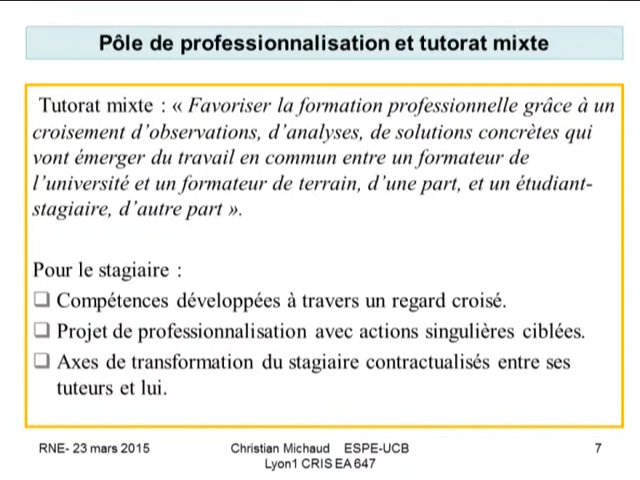 Pôle de professionnalisation et tutorat mixte
Tutorat mixte : « Favoriser la formation professionnelle grâce à un
croisement d’observations, d’analyses, de solutions concrètes qui
vont émerger du travail en commun entre un formateur de
l’université et un formateur de terrain, d’une part, et un étudiant-
stagiaire, d’autre part ».
Pour le stagiaire :
❑ Compétences développées à travers un regard croisé.
❑ Projet de professionnalisation avec actions singulières ciblées.
❑ Axes de transformation du stagiaire contractualisés entre ses
tuteurs et lui.
RNE- 23 mars 2015
Christian Michaud ESPE-UCB
Lyon1 CRIS EA 647
7